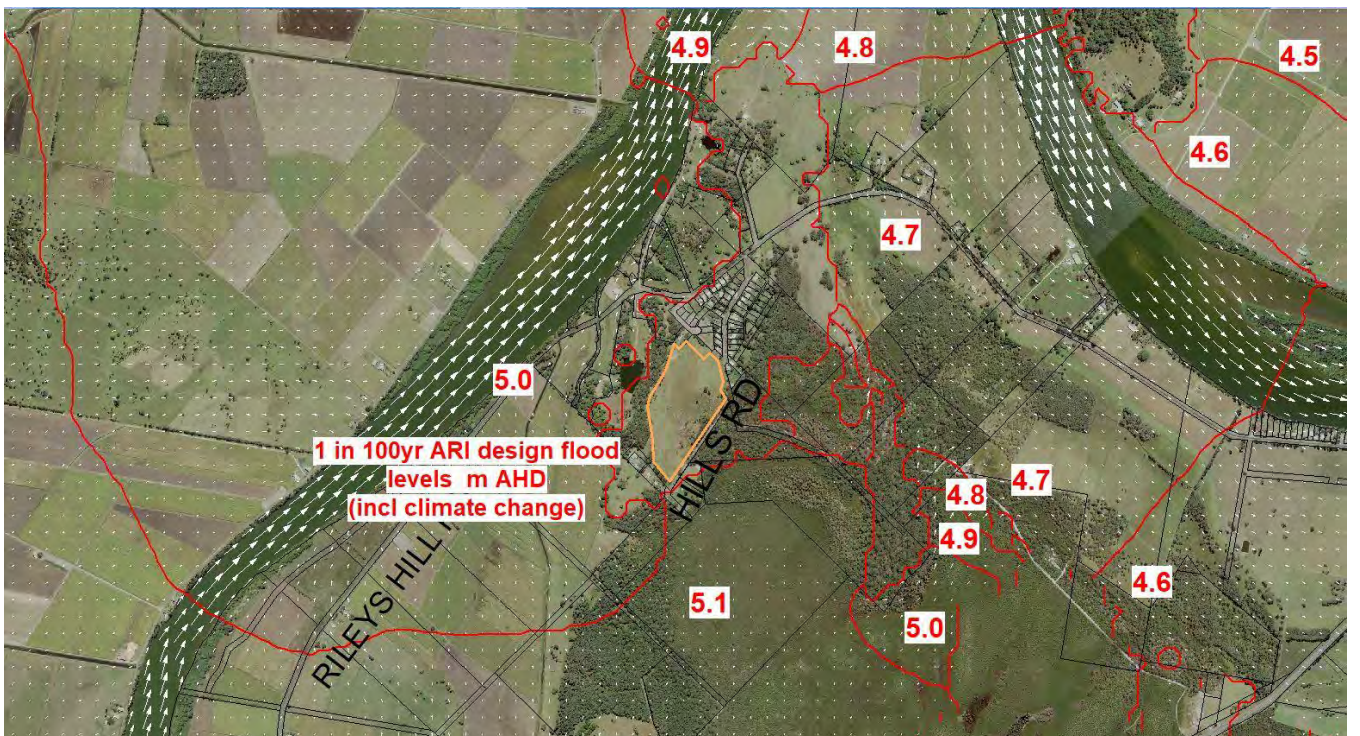 4.9
4.8
4.5
4.6
4.7
5.0
HILLS RD
1 in 100yr ARI design flood
levels m AHD
(incl climate change)
4.7
4.8
4.9
RILEYS HILL
4.6
5.1
5.0